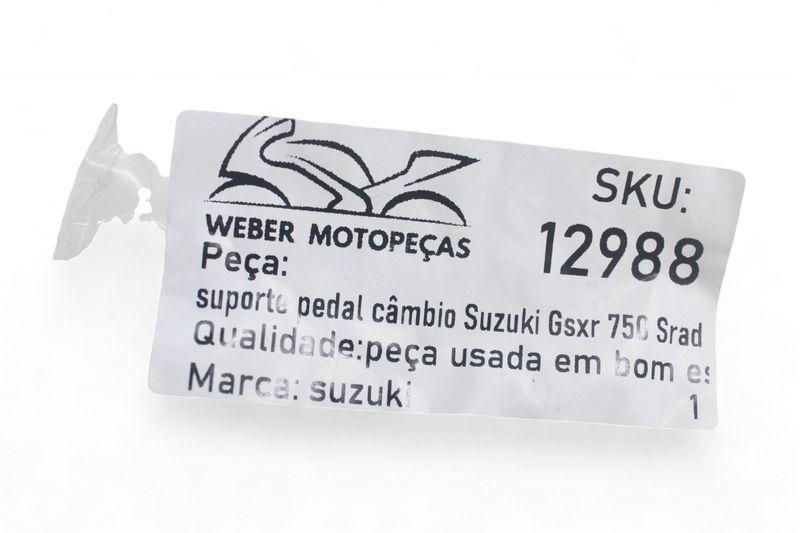 WEBER MOTOPEÇAS
SKU:
12988
Peça:
suporte pedal câmbio Suzuki Gsxr 750 Srad
Qualidade:peça usada em bom es
Marca: suzuki
1